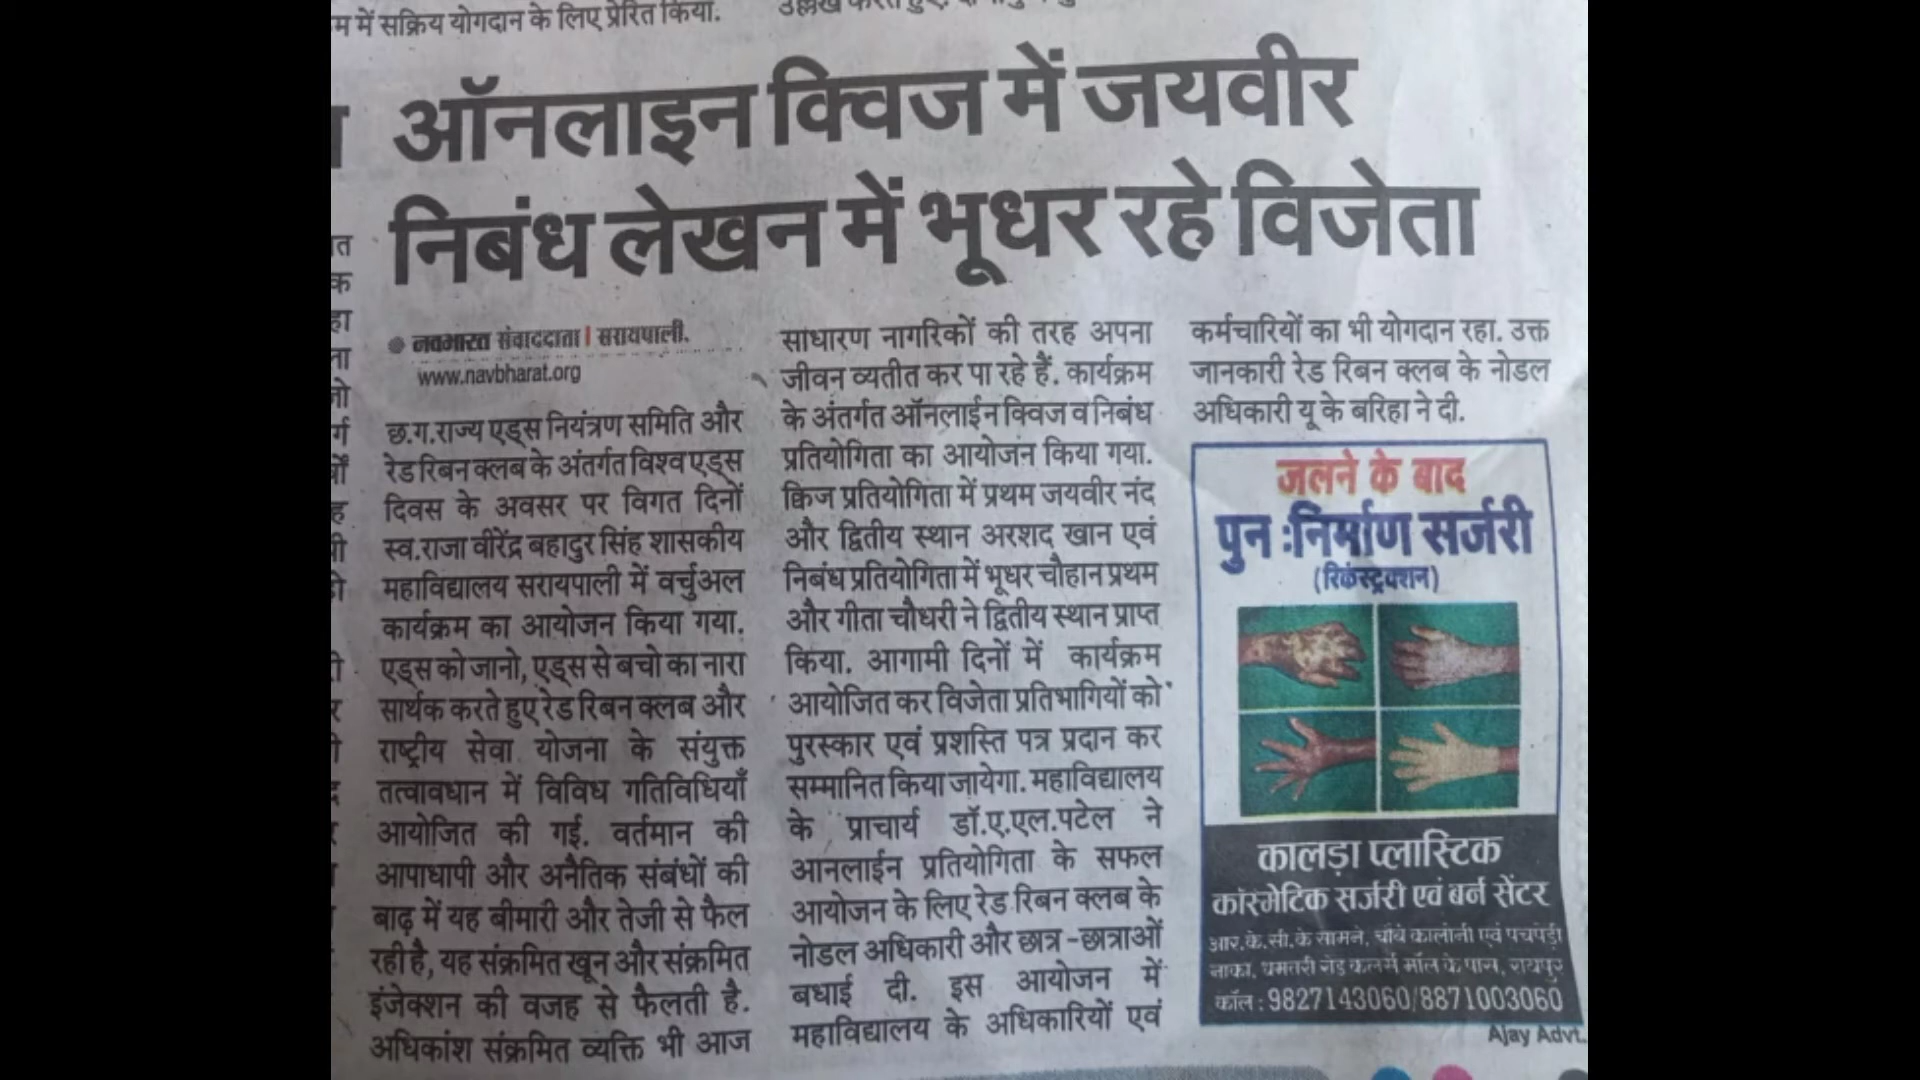 म में सक्रिय योगदान के लिए प्रेरित किया.
ऑनलाइन क्विज में जयवीर
निबंध लेखन में भूधर रहे विजेता
नवभारत संवाददाता। सरायपाली.
www.navbharat.org
छ.ग.राज्य एड्स नियंत्रण समिति और
रेड रिबन क्लब के अंतर्गत विश्व एड्स
दिवस के अवसर पर विगत दिनों
स्व.राजा वीरेंद्र बहादुर सिंह शासकीय
महाविद्यालय सरायपाली में वर्चुअल
कार्यक्रम का आयोजन किया गया.
एड्स को जानो, एड्स से बचो का नारा
सार्थक करते हुए रेड रिबन क्लब और
राष्ट्रीय सेवा योजना के संयुक्त
तत्वावधान में विविध गतिविधियाँ
आयोजित की गई. वर्तमान की
आपाधापी और अनैतिक संबंधों की
बाढ़ में यह बीमारी और तेजी से फैल
रही है, यह संक्रमित खून और संक्रमित
इंजेक्शन की वजह से फैलती है.
अधिकांश संक्रमित व्यक्ति भी आज
साधारण नागरिकों की तरह अपना
जीवन व्यतीत कर पा रहे हैं. कार्यक्रम
के अंतर्गत ऑनलाईन क्विज व निबंध
प्रतियोगिता का आयोजन किया गया.
क्विज प्रतियोगिता में प्रथम जयवीर नंद
और द्वितीय स्थान अरशद खान एवं
निबंध प्रतियोगिता में भूधर चौहान प्रथम
और गीता चौधरी ने द्वितीय स्थान प्राप्त
किया. आगामी दिनों में कार्यक्रम
आयोजित कर विजेता प्रतिभागियों को
पुरस्कार एवं प्रशस्ति पत्र प्रदान कर
सम्मानित किया जायेगा. महाविद्यालय
के प्राचार्य डॉ.ए.एल.पटेल ने
आनलाईन प्रतियोगिता के सफल
आयोजन के लिए रेड रिबन क्लब के
नोडल अधिकारी और छात्र-छात्राओं
बधाई दी. इस आयोजन में
महाविद्यालय के अधिकारियों एवं
कर्मचारियों का भी योगदान रहा. उक्त
जानकारी रेड रिबन क्लब के नोडल
अधिकारी यू के बरिहा ने दी.
जलने के बाद
पुन:निर्माण सर्जरी
(रिकंस्ट्रक्शन)
कालड़ा प्लास्टिक
कॉस्मेटिक सर्जरी एवं बर्न सेंटर
आर.के.सी.के सामने, चौबे कालोनी एवं पचपेड़ी
नाका, धमतरी रोड कलर्स मॉल के पास, रायपुर
कॉल : 9827143060/8871003060
Ajay Advt.